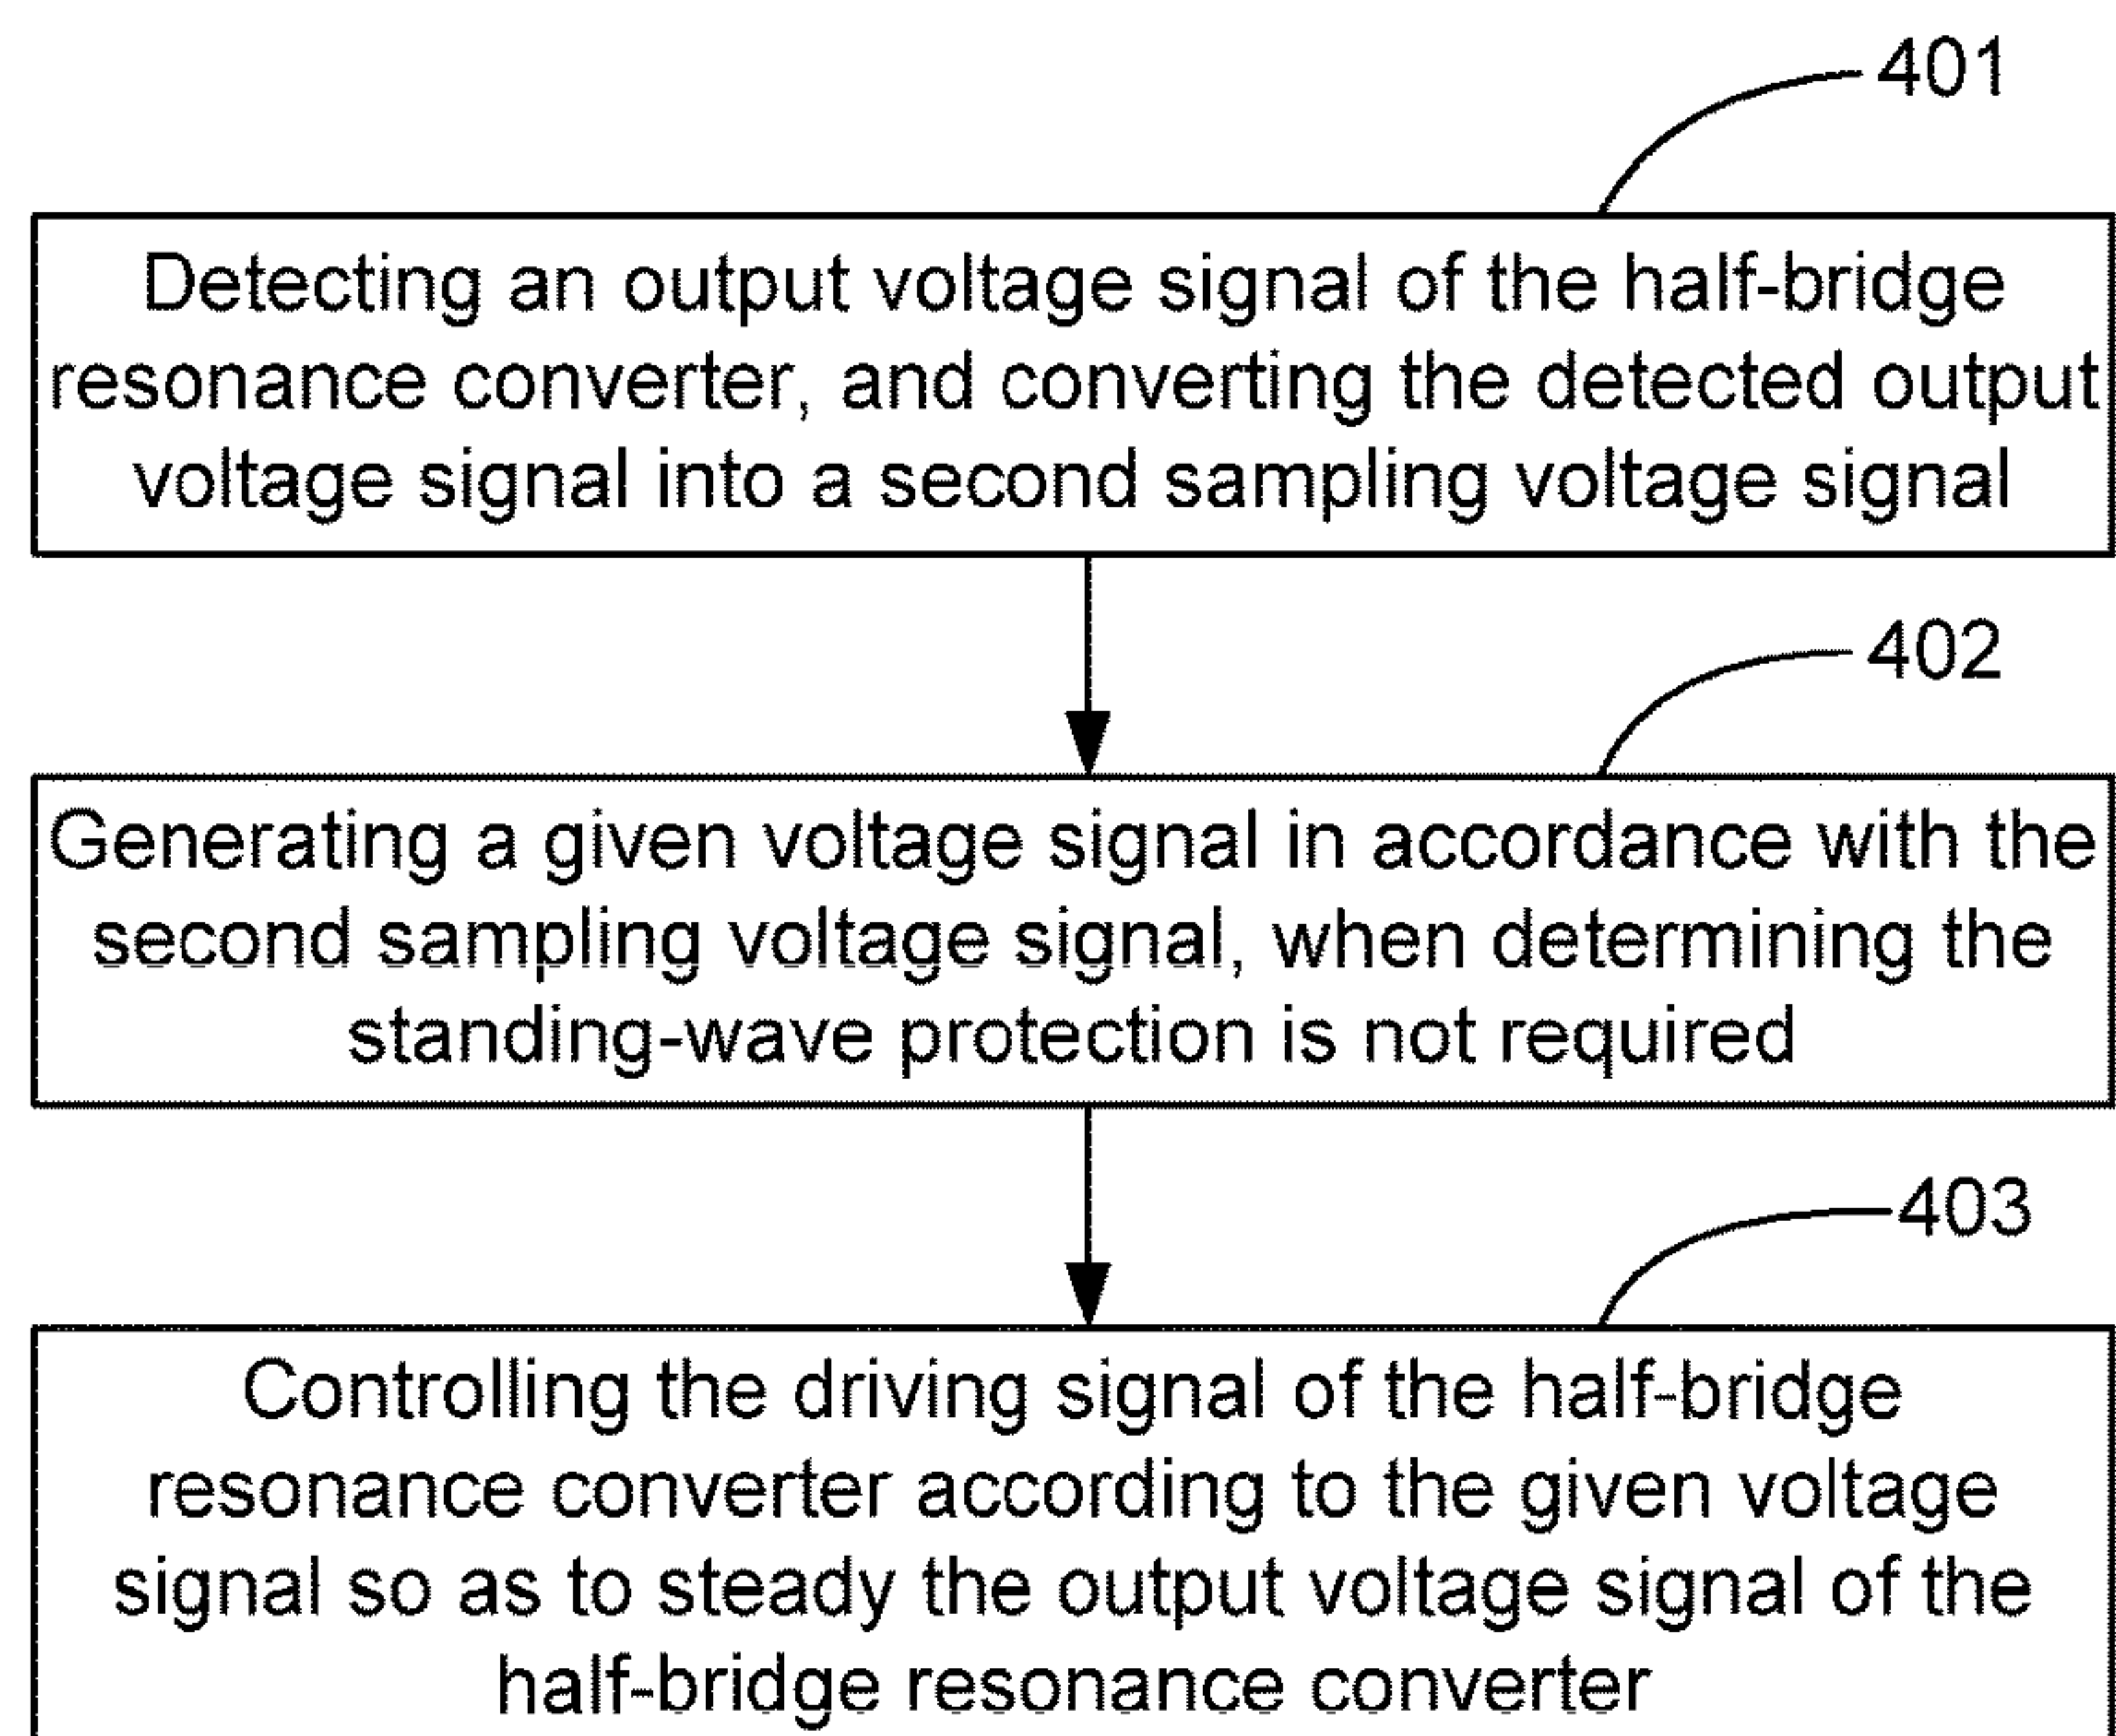 401
Detecting an output voltage signal of the half-bridge
resonance converter, and converting the detected output
voltage signal into a second sampling voltage signal
402
Generating a given voltage signal in accordance with the
second sampling voltage signal, when determining the
standing-wave protection is not required
403
Controlling the driving signal of the half-bridge
resonance converter according to the given voltage
signal so as to steady the output voltage signal of the
half-bridge resonance converter